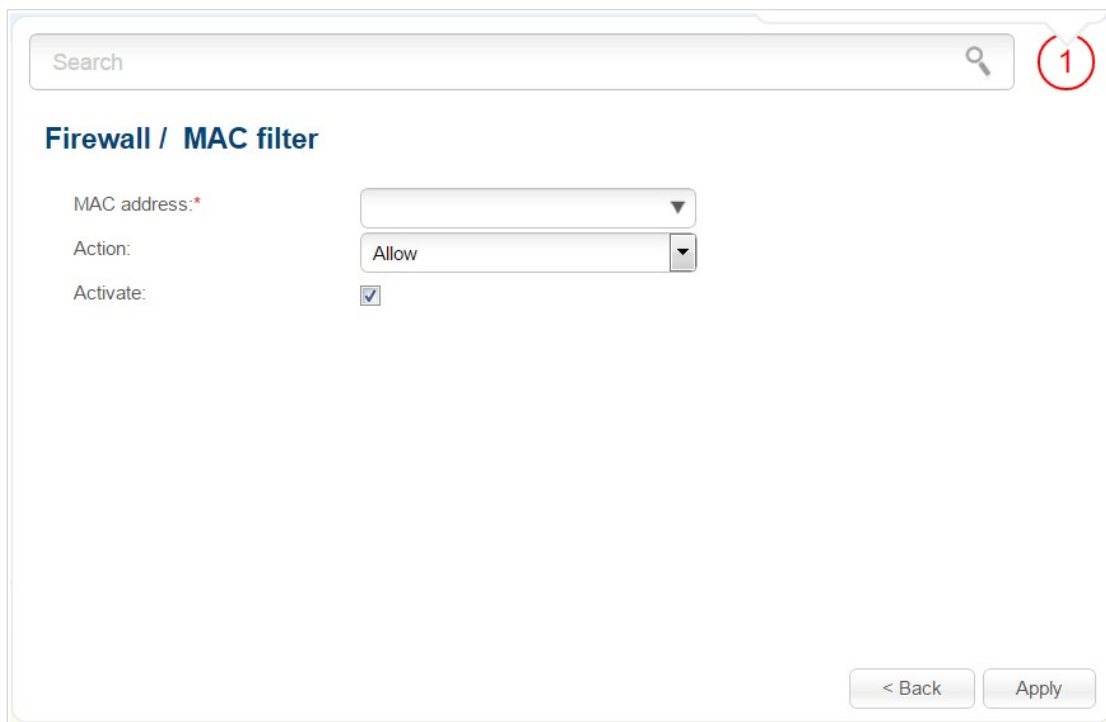 Search
1
Firewall / MAC filter
MAC address:*
Action: Allow
Activate:
< Back Apply